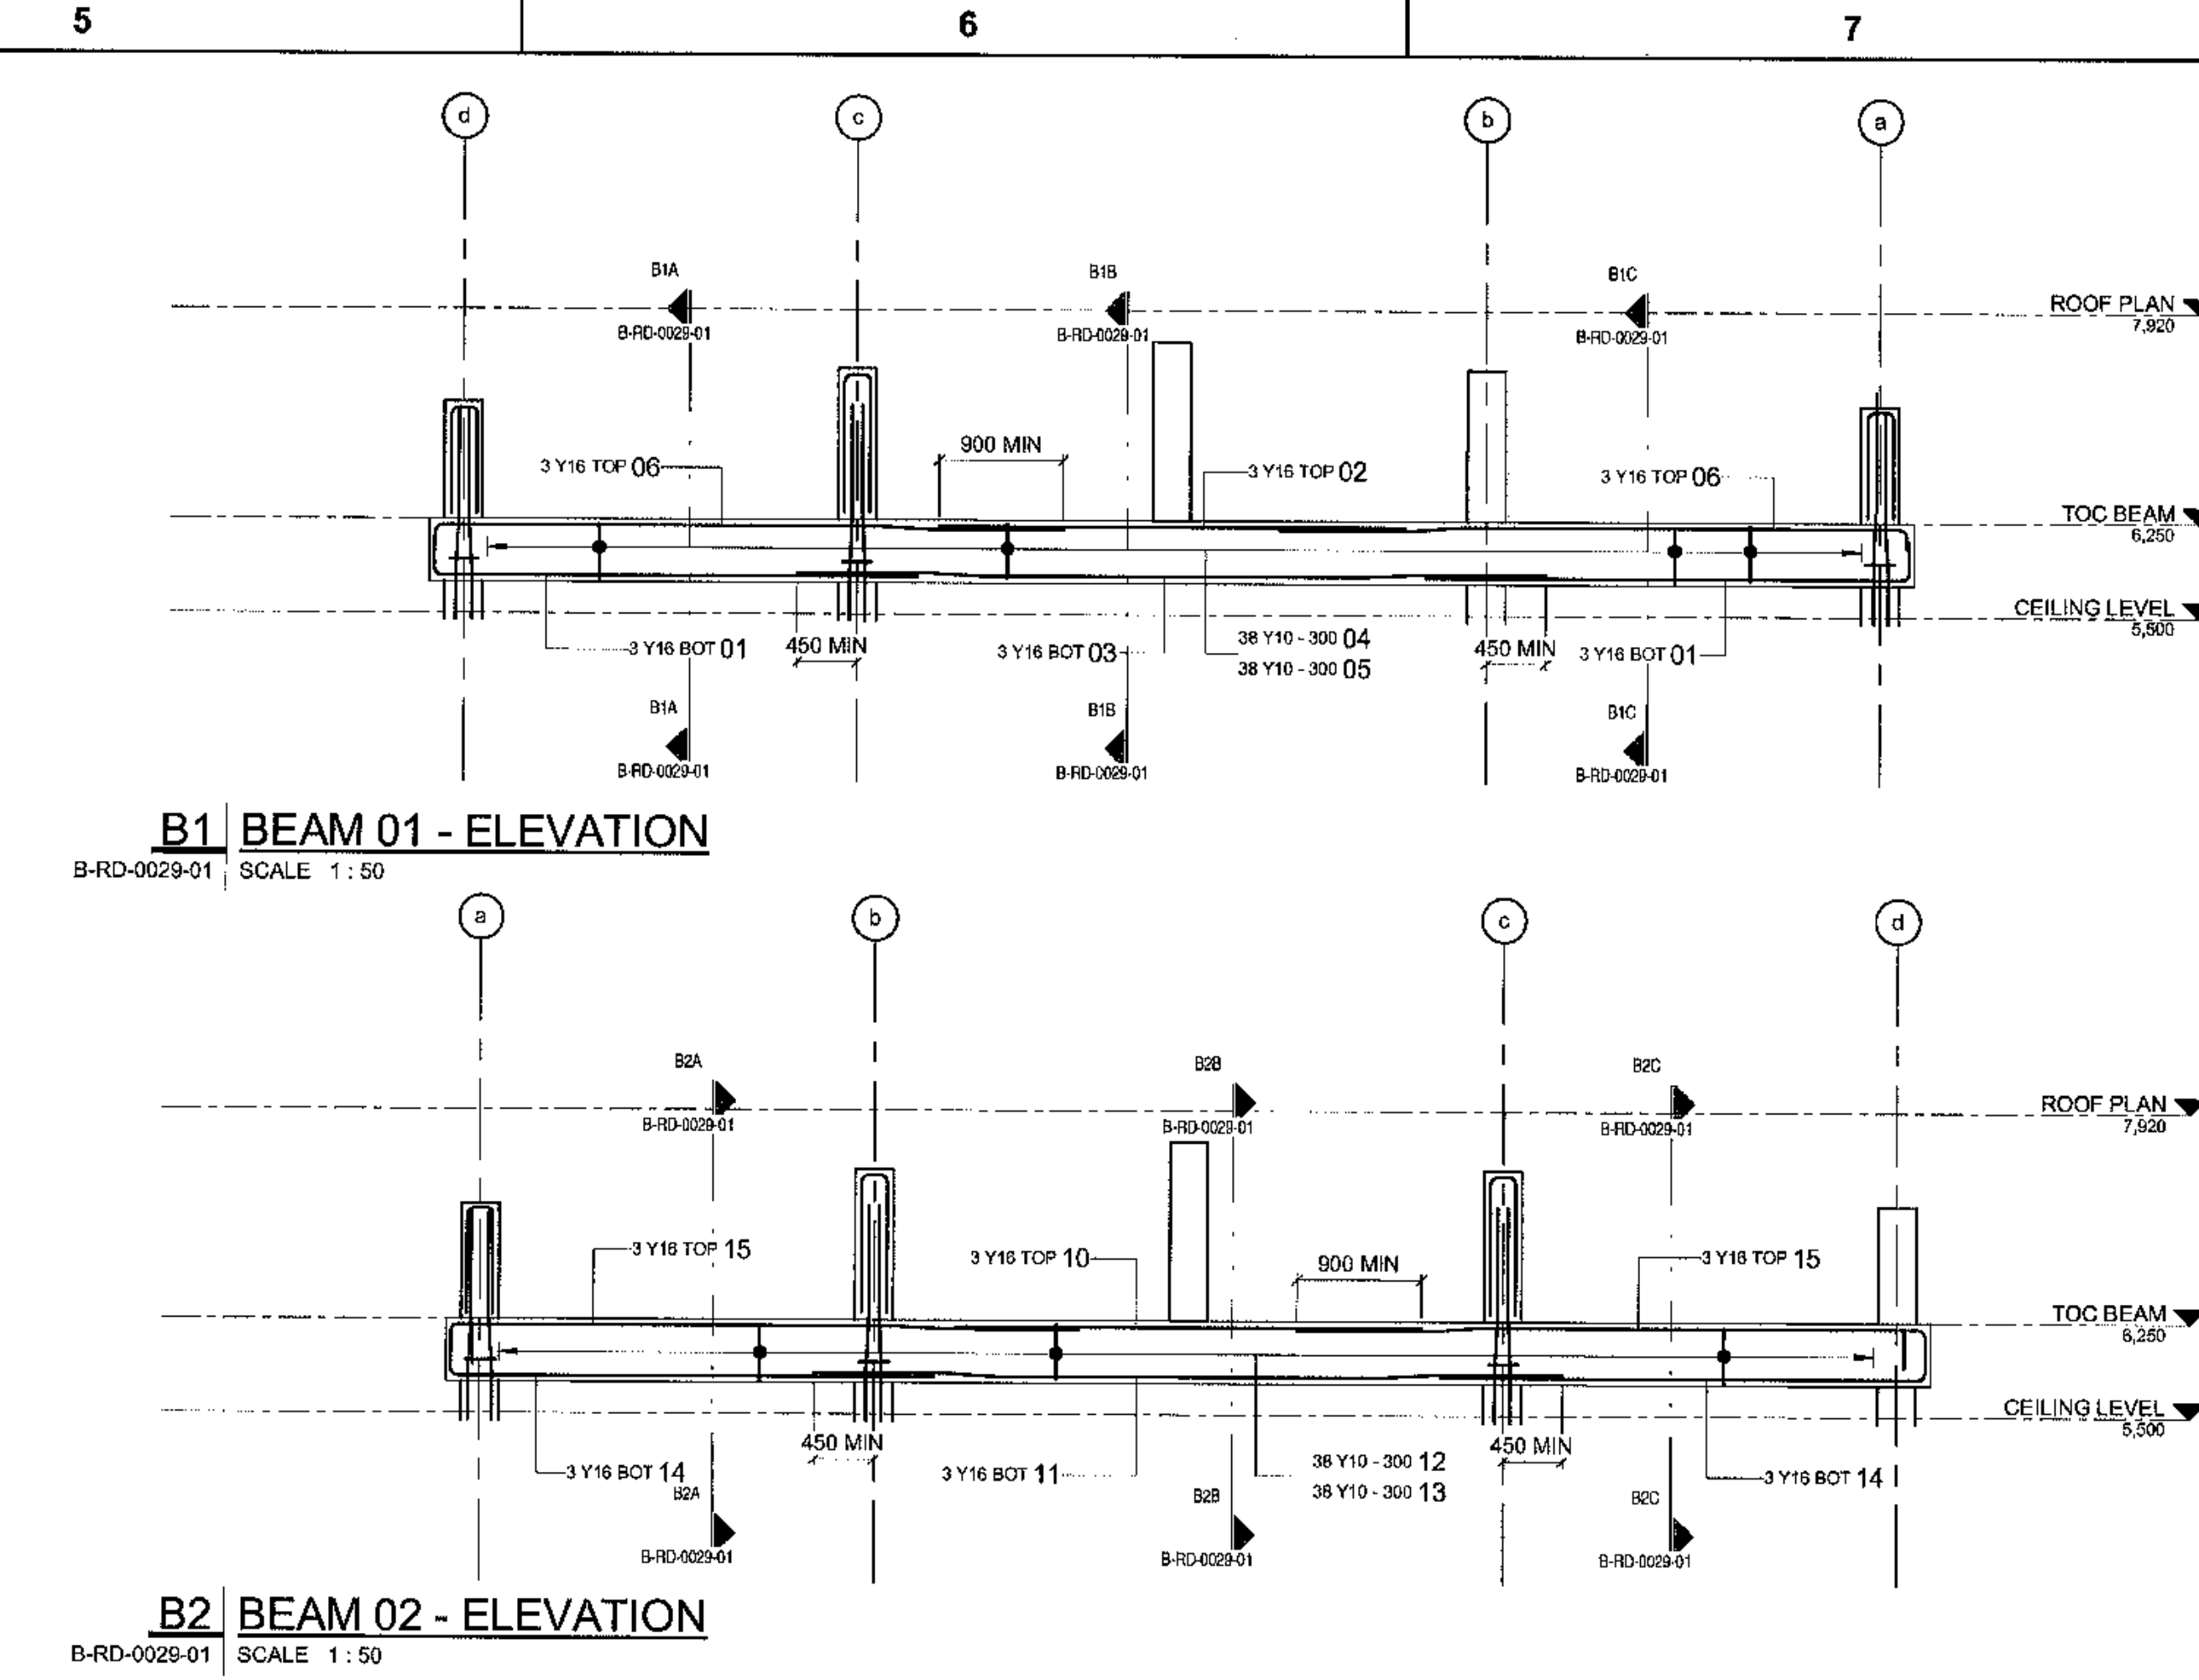 5 6 7
d c b a
B1A B1B B1C
ROOF PLAN
7,920
B-RD-0029-01 B-RD-0029-01 B-RD-0029-01
900 MIN
3 Y16 TOP 06 3 Y16 TOP 02 3 Y16 TOP 06
TOC BEAM
6,250
CEILING LEVEL
5,500
3 Y16 BOT 01 450 MIN 3 Y16 BOT 03 38 Y10 - 300 04 450 MIN 3 Y16 BOT 01
38 Y10 - 300 05
B1A B1B B1C
B-RD-0029-01 B-RD-0029-01 B-RD-0029-01
B1 BEAM 01 - ELEVATION
B-RD-0029-01 SCALE 1 : 50
a b c d
B2A B2B B2C
ROOF PLAN
7,920
B-RD-0029-01 B-RD-0029-01 B-RD-0029-01
3 Y16 TOP 15 3 Y16 TOP 10 900 MIN 3 Y16 TOP 15
TOC BEAM
6,250
CEILING LEVEL
5,500
450 MIN 450 MIN
3 Y16 BOT 14 3 Y16 BOT 11 38 Y10 - 300 12 3 Y16 BOT 14
38 Y10 - 300 13
B2A B2B B2C
B-RD-0029-01 B-RD-0029-01 B-RD-0029-01
B2 BEAM 02 - ELEVATION
B-RD-0029-01 SCALE 1 : 50